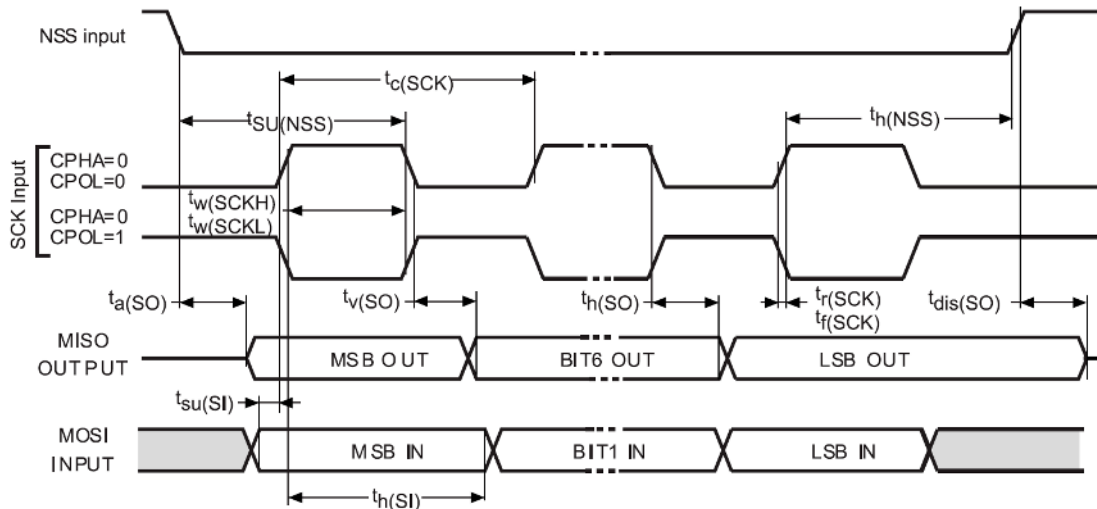 NSS input
tc(SCK)
tSU(NSS)
th(NSS)
SCK Input
CPHA=0
CPOL=0
CPHA=0
CPOL=1
tw(SCKH)
tw(SCKL)
ta(SO)
tv(SO)
th(SO)
tr(SCK)
tf(SCK)
tdis(SO)
MISO
OUTPUT
MSB OUT
BIT6 OUT
LSB OUT
tsu(SI)
MOSI
INPUT
MSB IN
BIT1 IN
LSB IN
th(SI)